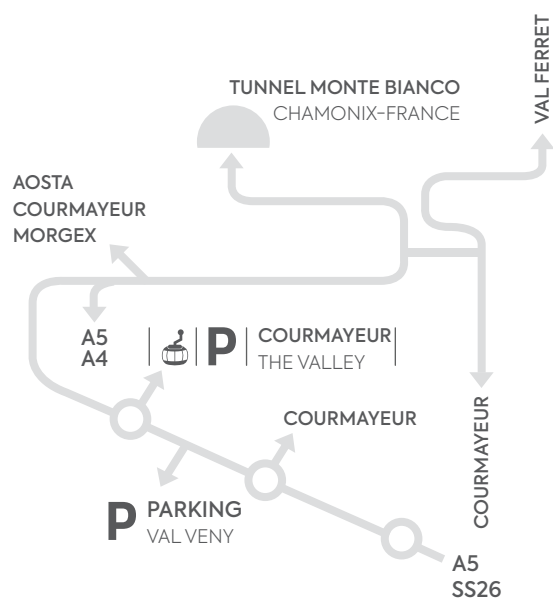 VAL FERRET
TUNNEL MONTE BIANCO
CHAMONIX-FRANCE
AOSTA
COURMAYEUR
MORGEX
A5
A4
P
COURMAYEUR
THE VALLEY
COURMAYEUR
COURMAYEUR
P
PARKING
VAL VENY
A5
SS26